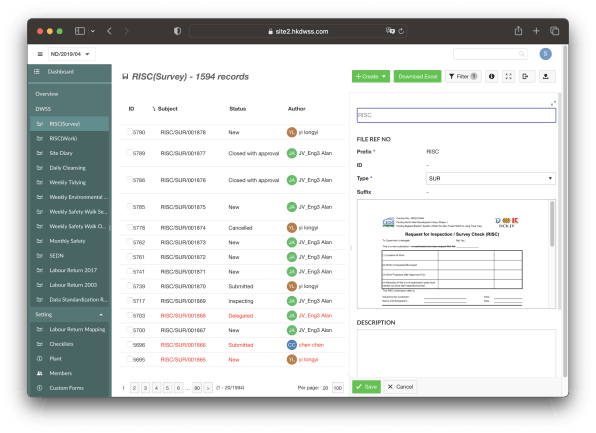 site2.hkdwss.com
ND/2019/04
S
Dashboard
Overview
DWSS
RISC(Survey)
RISC(Work)
Site Diary
Daily Cleansing
Weekly Tidying
Weekly Environmental ...
Weekly Safety Walk Se...
Weekly Safety Walk O...
Monthly Safety
SEDN
Labour Return 2017
Labour Return 2003
Data Standardization R...
Setting
Labour Return Mapping
Checklists
Plant
Members
Custom Forms
RISC(Survey) - 1594 records
Create
Download Excel
Filter 1
ID Subject Status Author
5790 RISC/SUR/001878 New YL yi longyi
5789 RISC/SUR/001877 Closed with approval JA JV_Eng3 Alan
5786 RISC/SUR/001876 Closed with approval JA JV_Eng3 Alan
5785 RISC/SUR/001875 New JA JV_Eng3 Alan
5778 RISC/SUR/001874 Cancelled YL yi longyi
5762 RISC/SUR/001873 New JA JV_Eng3 Alan
5761 RISC/SUR/001872 New JA JV_Eng3 Alan
5741 RISC/SUR/001871 New JA JV_Eng3 Alan
5739 RISC/SUR/001870 Submitted YL yi longyi
5717 RISC/SUR/001869 Inspecting JA JV_Eng3 Alan
5703 RISC/SUR/001868 Delegated JA JV_Eng3 Alan
5700 RISC/SUR/001867 New JA JV_Eng3 Alan
5696 RISC/SUR/001866 Submitted CC chen chen
5695 RISC/SUR/001865 New YL yi longyi
1 2 3 4 5 6 ... 80 > (1 - 20/1594) Per page: 20 100
RISC
FILE REF NO
Prefix * RISC
ID -
Type * SUR
Suffix -
Request for Inspection / Survey Check (RISC)
DESCRIPTION
Save
Cancel